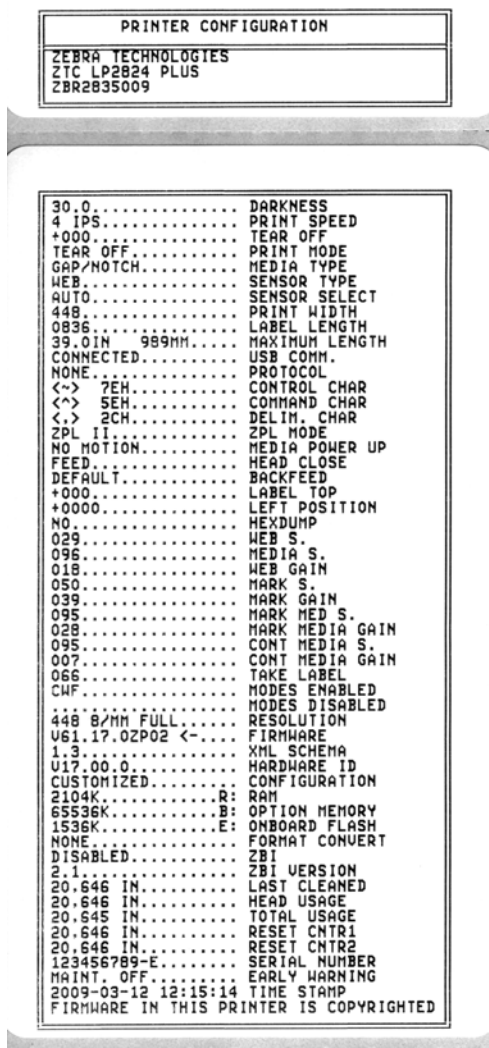 PRINTER CONFIGURATION
ZEBRA TECHNOLOGIES
ZTC LP2824 PLUS
ZBR2835009
30.0............... DARKNESS
4 IPS.............. PRINT SPEED
+000............... TEAR OFF
TEAR OFF........... PRINT MODE
GAP/NOTCH.......... MEDIA TYPE
WEB................ SENSOR TYPE
AUTO............... SENSOR SELECT
448................ PRINT WIDTH
0836............... LABEL LENGTH
39.0IN   989MM..... MAXIMUM LENGTH
CONNECTED.......... USB COMM.
NONE............... PROTOCOL
<~>  7EH........... CONTROL CHAR
<^>  5EH........... COMMAND CHAR
<,>  2CH........... DELIM. CHAR
ZPL II............. ZPL MODE
NO MOTION.......... MEDIA POWER UP
FEED............... HEAD CLOSE
DEFAULT............ BACKFEED
+000............... LABEL TOP
+0000.............. LEFT POSITION
NO................. HEXDUMP
029................ WEB S.
096................ MEDIA S.
018................ WEB GAIN
050................ MARK S.
039................ MARK GAIN
095................ MARK MED S.
028................ MARK MEDIA GAIN
095................ CONT MEDIA S.
007................ CONT MEDIA GAIN
066................ TAKE LABEL
CWF................ MODES ENABLED
................... MODES DISABLED
448 8/MM FULL...... RESOLUTION
V61.17.0ZP02 <-.... FIRMWARE
1.3................ XML SCHEMA
V17.00.0........... HARDWARE ID
CUSTOMIZED......... CONFIGURATION
2104K............R: RAM
65536K...........B: OPTION MEMORY
1536K............E: ONBOARD FLASH
NONE............... FORMAT CONVERT
DISABLED........... ZBI
2.1................ ZBI VERSION
20.646 IN.......... LAST CLEANED
20.646 IN.......... HEAD USAGE
20.645 IN.......... TOTAL USAGE
20.646 IN.......... RESET CNTR1
20.646 IN.......... RESET CNTR2
123456789-E........ SERIAL NUMBER
MAINT. OFF......... EARLY WARNING
2009-03-12 12:15:14 TIME STAMP
FIRMWARE IN THIS PRINTER IS COPYRIGHTED